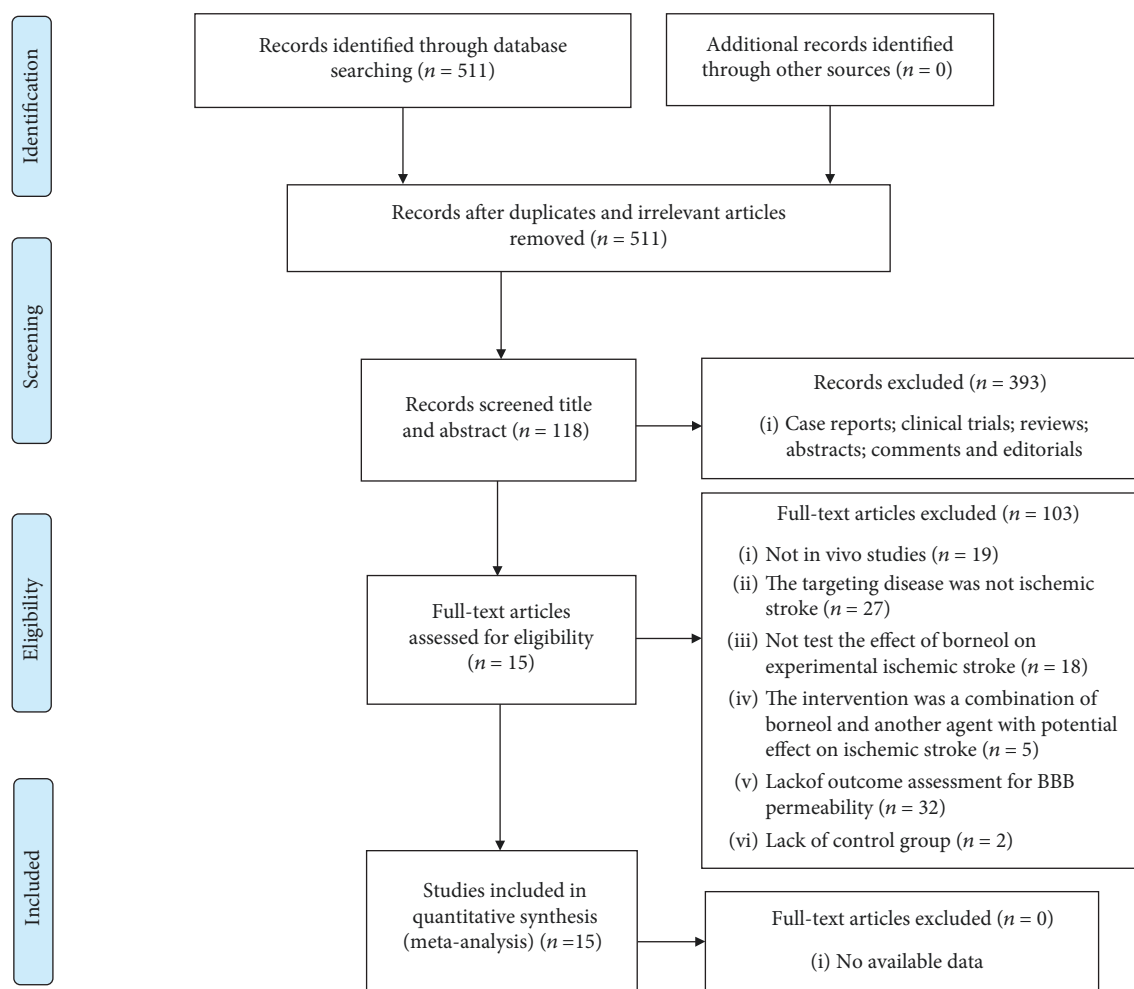 Identification
Records identified through database
searching (n = 511)
Additional records identified
through other sources (n = 0)
Records after duplicates and irrelevant articles
removed (n = 511)
Screening
Records screened title
and abstract (n = 118)
Records excluded (n = 393)
(i) Case reports; clinical trials; reviews;
abstracts; comments and editorials
Eligibility
Full-text articles
assessed for eligibility
(n = 15)
Full-text articles excluded (n = 103)
(i) Not in vivo studies (n = 19)
(ii) The targeting disease was not ischemic
stroke (n = 27)
(iii) Not test the effect of borneol on
experimental ischemic stroke (n = 18)
(iv) The intervention was a combination of
borneol and another agent with potential
effect on ischemic stroke (n = 5)
(v) Lackof outcome assessment for BBB
permeability (n = 32)
(vi) Lack of control group (n = 2)
Included
Studies included in
quantitative synthesis
(meta-analysis) (n =15)
Full-text articles excluded (n = 0)
(i) No available data